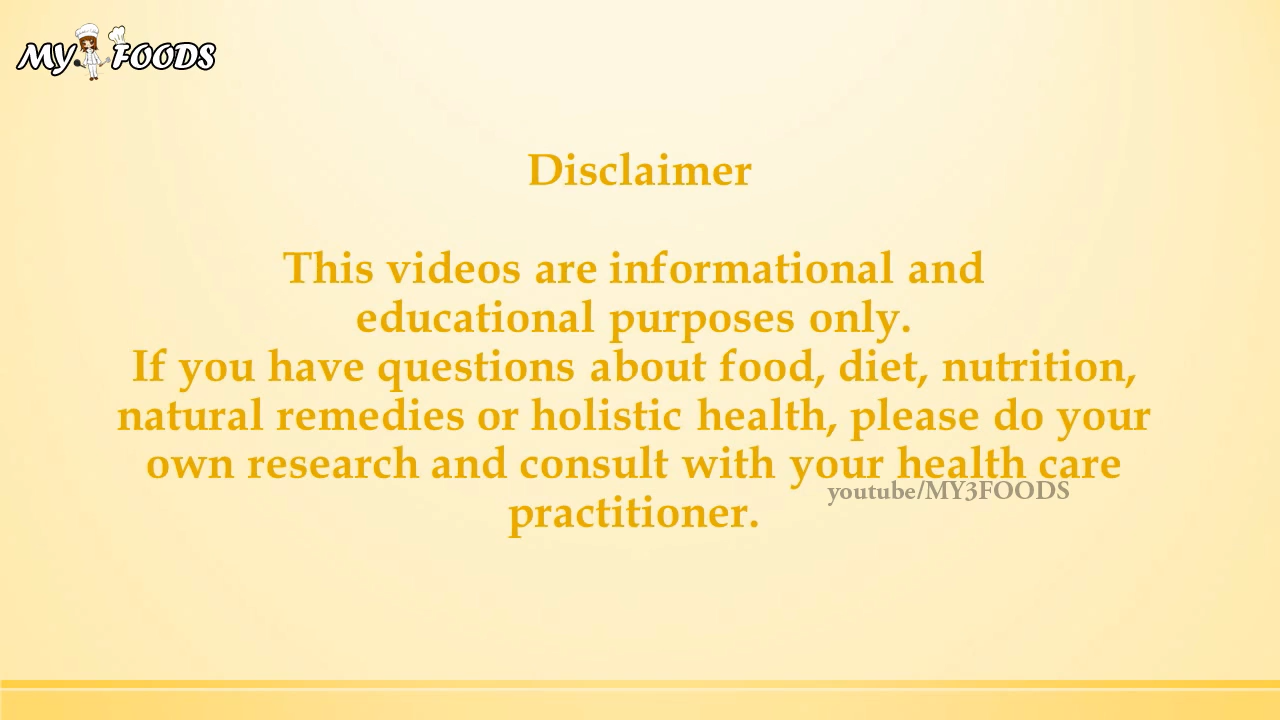 MY FOODS
Disclaimer
This videos are informational and
educational purposes only.
If you have questions about food, diet, nutrition,
natural remedies or holistic health, please do your
own research and consult with your health care
youtube/MY3FOODS
practitioner.